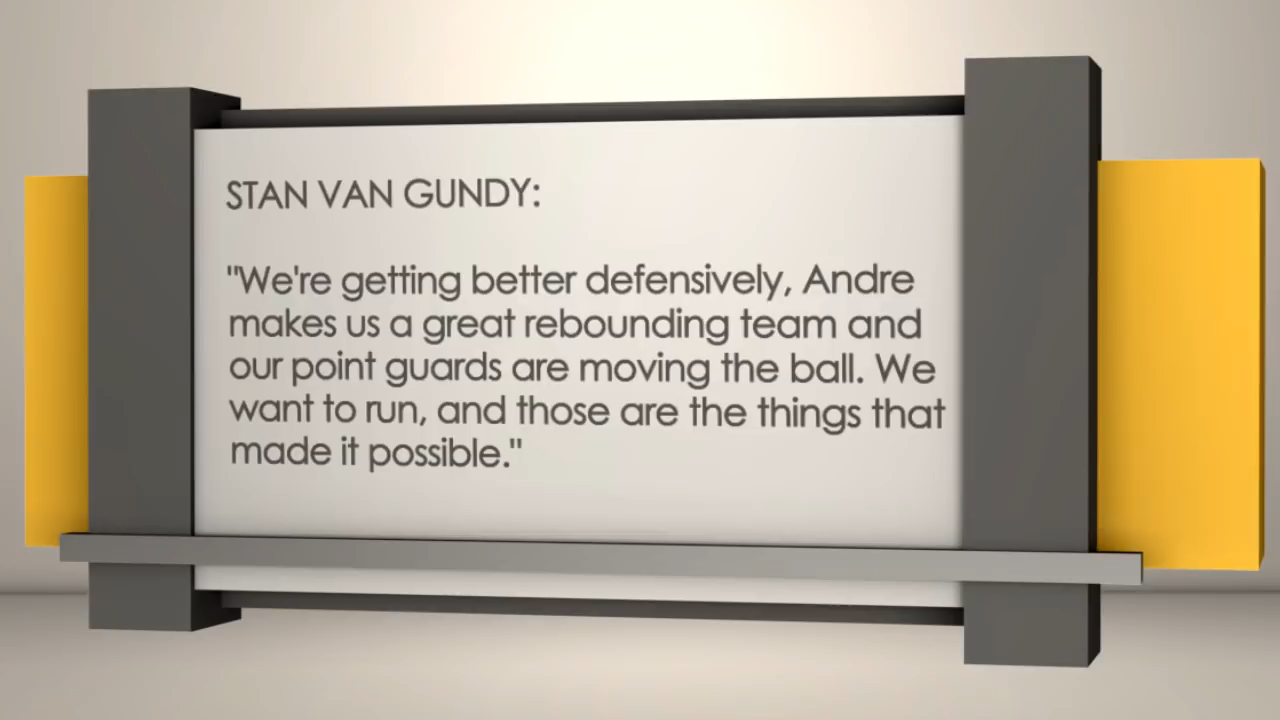 STAN VAN GUNDY:
"We're getting better defensively, Andre
makes us a great rebounding team and
our point guards are moving the ball. We
want to run, and those are the things that
made it possible."